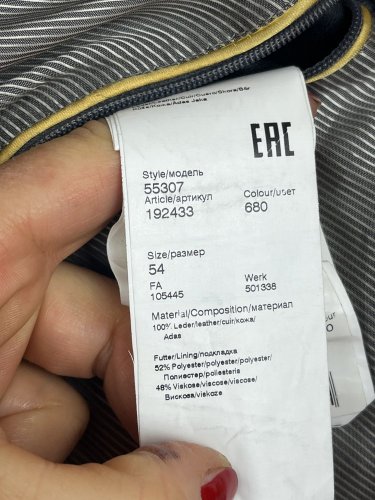 EAC
Style/модель
55307
Article/артикул Colour/цвет
192433 680
Size/размер
54
FA Werk
105445 501338
Material/Composition/материал
100% Leder/leather/cuir/кожа/
Adas
Futter/Lining/подкладка
52% Polyester/polyester/polyester/
Полиестер/poliesteris
48% Viskose/viscose/viscose/
Вискоза/viskoze